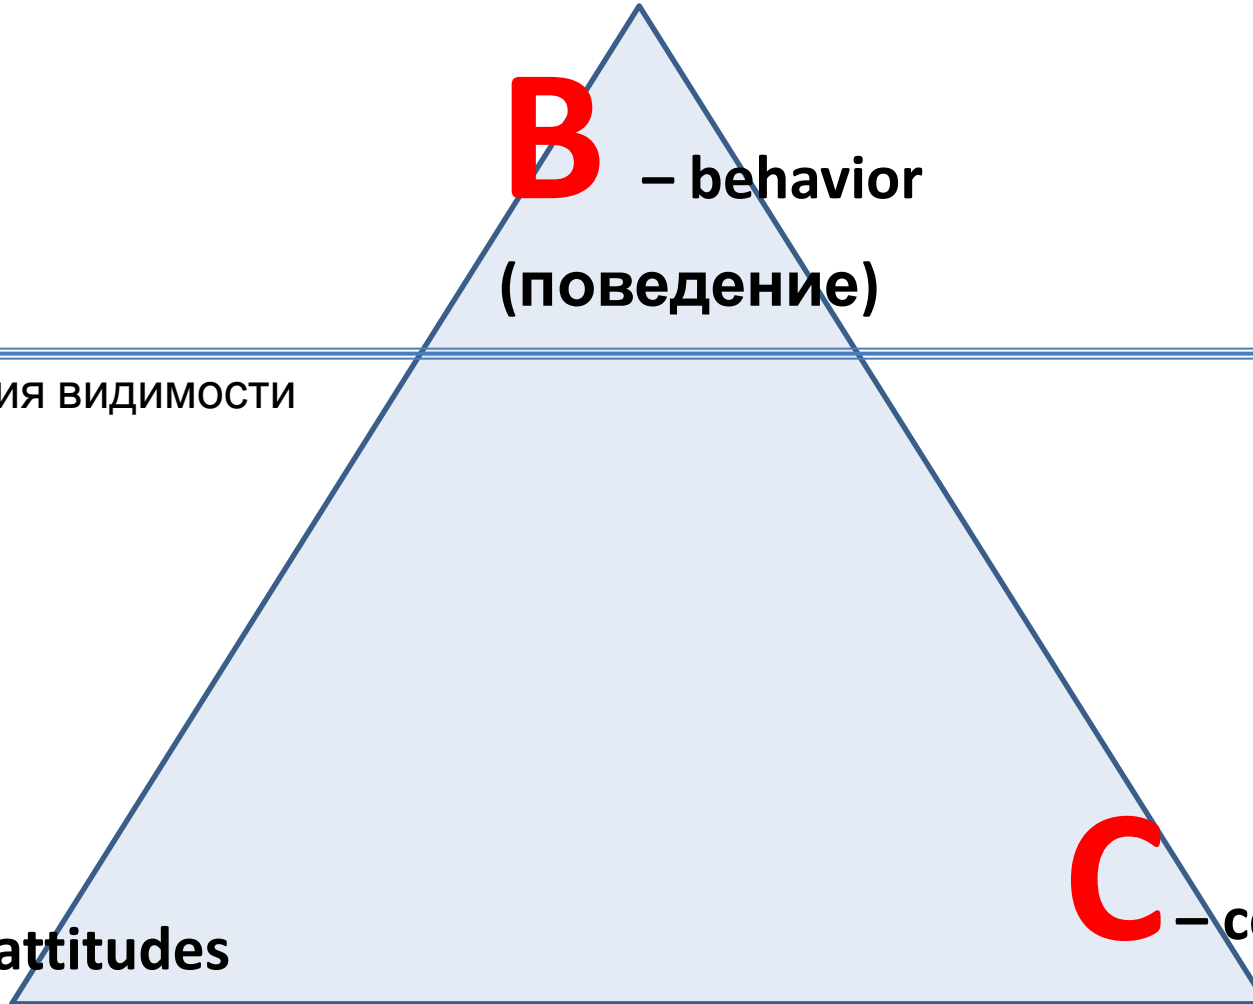 B – behavior
(поведение)
видимости
attitudes
C –